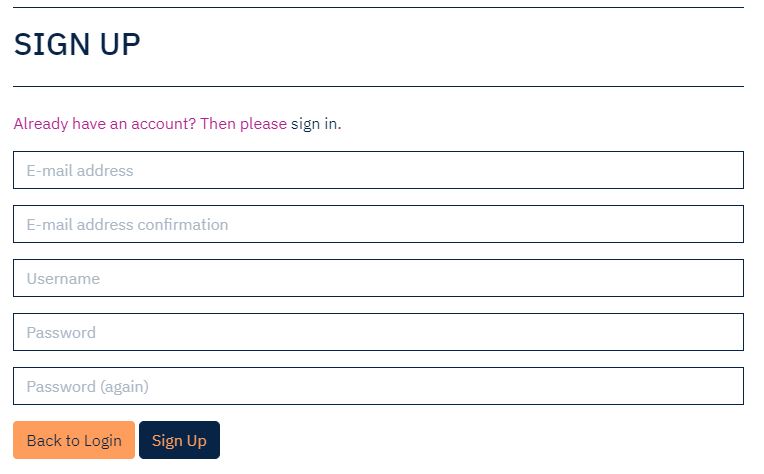 SIGN UP
Already have an account? Then please sign in.
E-mail address
E-mail address confirmation
Username
Password
Password (again)
Back to Login Sign Up